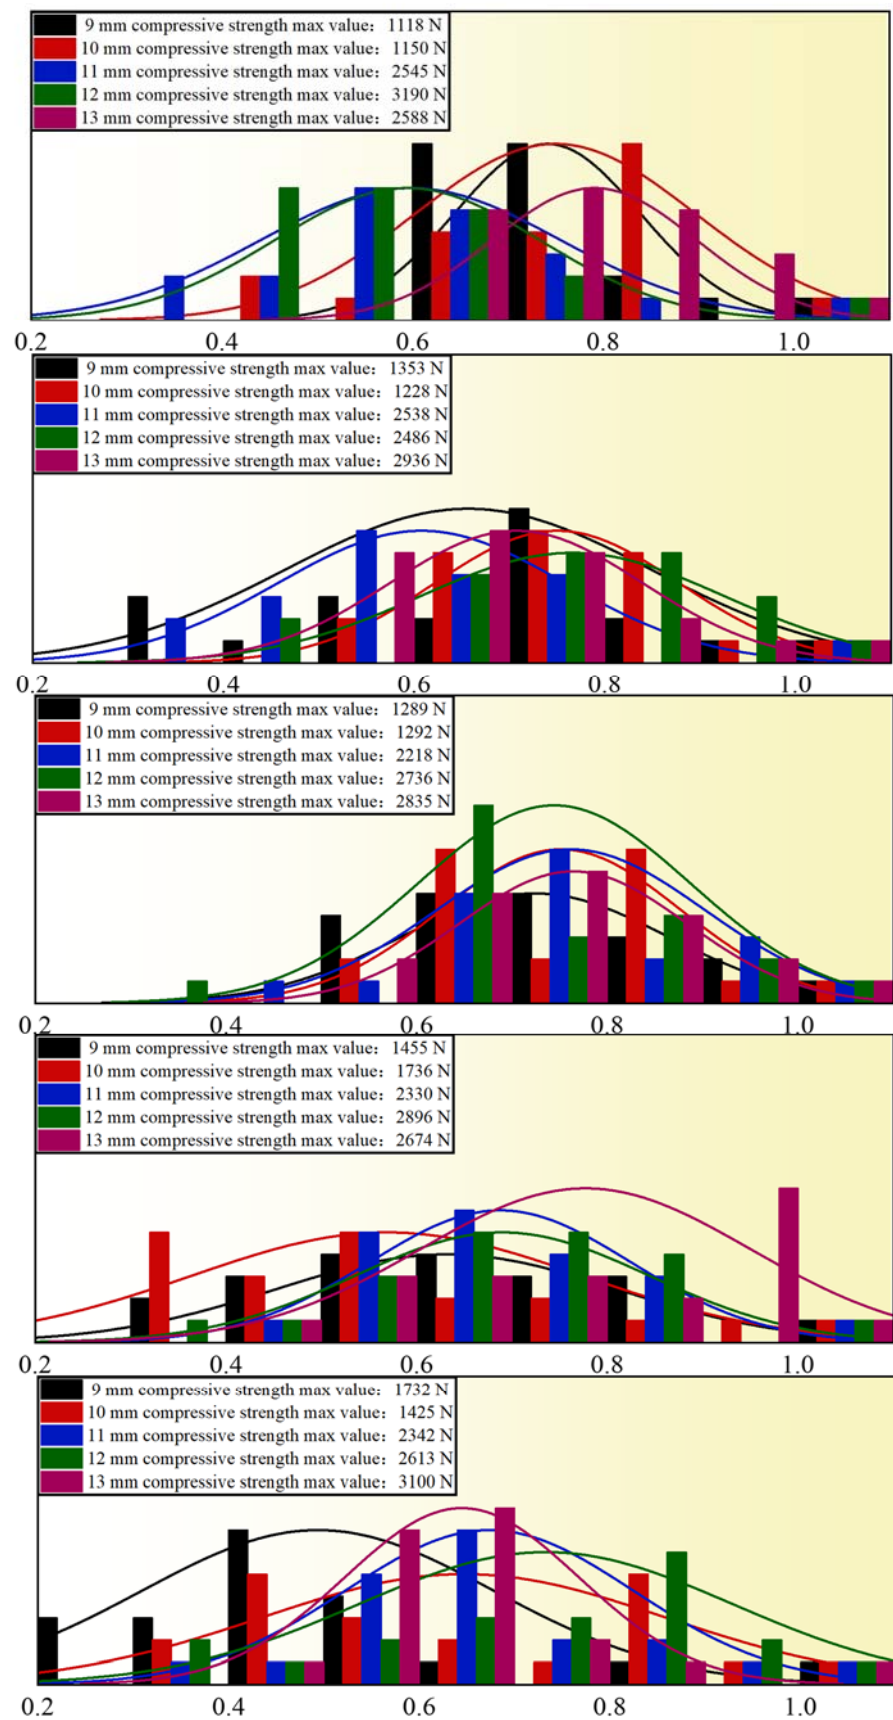 9 mm compressive strength max value：1118 N
10 mm compressive strength max value：1150 N
11 mm compressive strength max value：2545 N
12 mm compressive strength max value：3190 N
13 mm compressive strength max value：2588 N
0.2 0.4 0.6 0.8 1.0
9 mm compressive strength max value：1353 N
10 mm compressive strength max value：1228 N
11 mm compressive strength max value：2538 N
12 mm compressive strength max value：2486 N
13 mm compressive strength max value：2936 N
0.2 0.4 0.6 0.8 1.0
9 mm compressive strength max value：1289 N
10 mm compressive strength max value：1292 N
11 mm compressive strength max value：2218 N
12 mm compressive strength max value：2736 N
13 mm compressive strength max value：2835 N
0.2 0.4 0.6 0.8 1.0
9 mm compressive strength max value：1455 N
10 mm compressive strength max value：1736 N
11 mm compressive strength max value：2330 N
12 mm compressive strength max value：2896 N
13 mm compressive strength max value：2674 N
0.2 0.4 0.6 0.8 1.0
9 mm compressive strength max value：1732 N
10 mm compressive strength max value：1425 N
11 mm compressive strength max value：2342 N
12 mm compressive strength max value：2613 N
13 mm compressive strength max value：3100 N
0.2 0.4 0.6 0.8 1.0